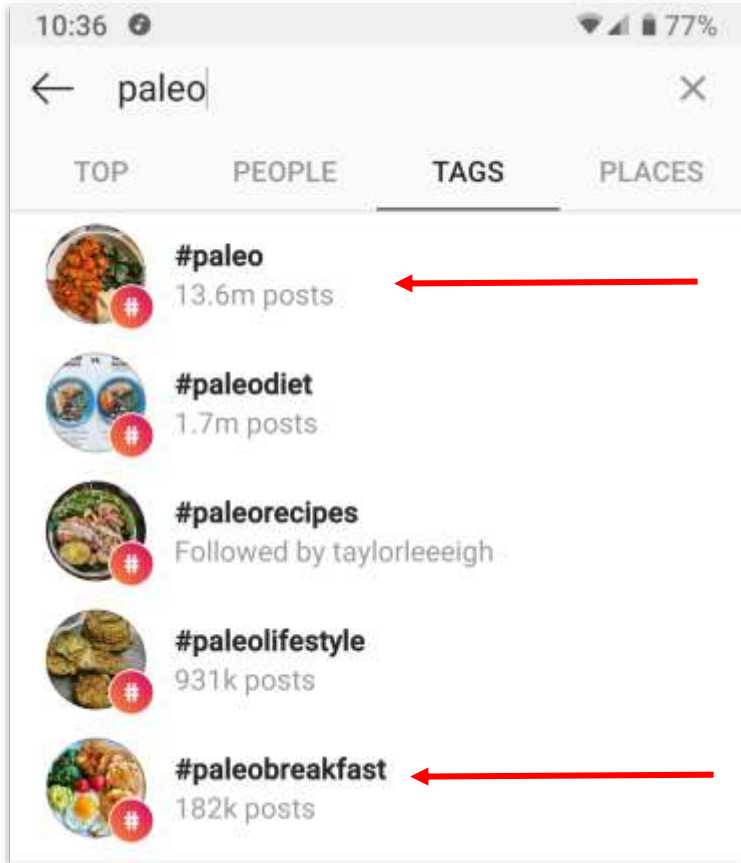 10:36 77%
paleo
TOP PEOPLE TAGS PLACES
#paleo
13.6m posts
#paleodiet
1.7m posts
#paleorecipes
Followed by taylorleeeigh
#paleolifestyle
931k posts
#paleobreakfast
182k posts